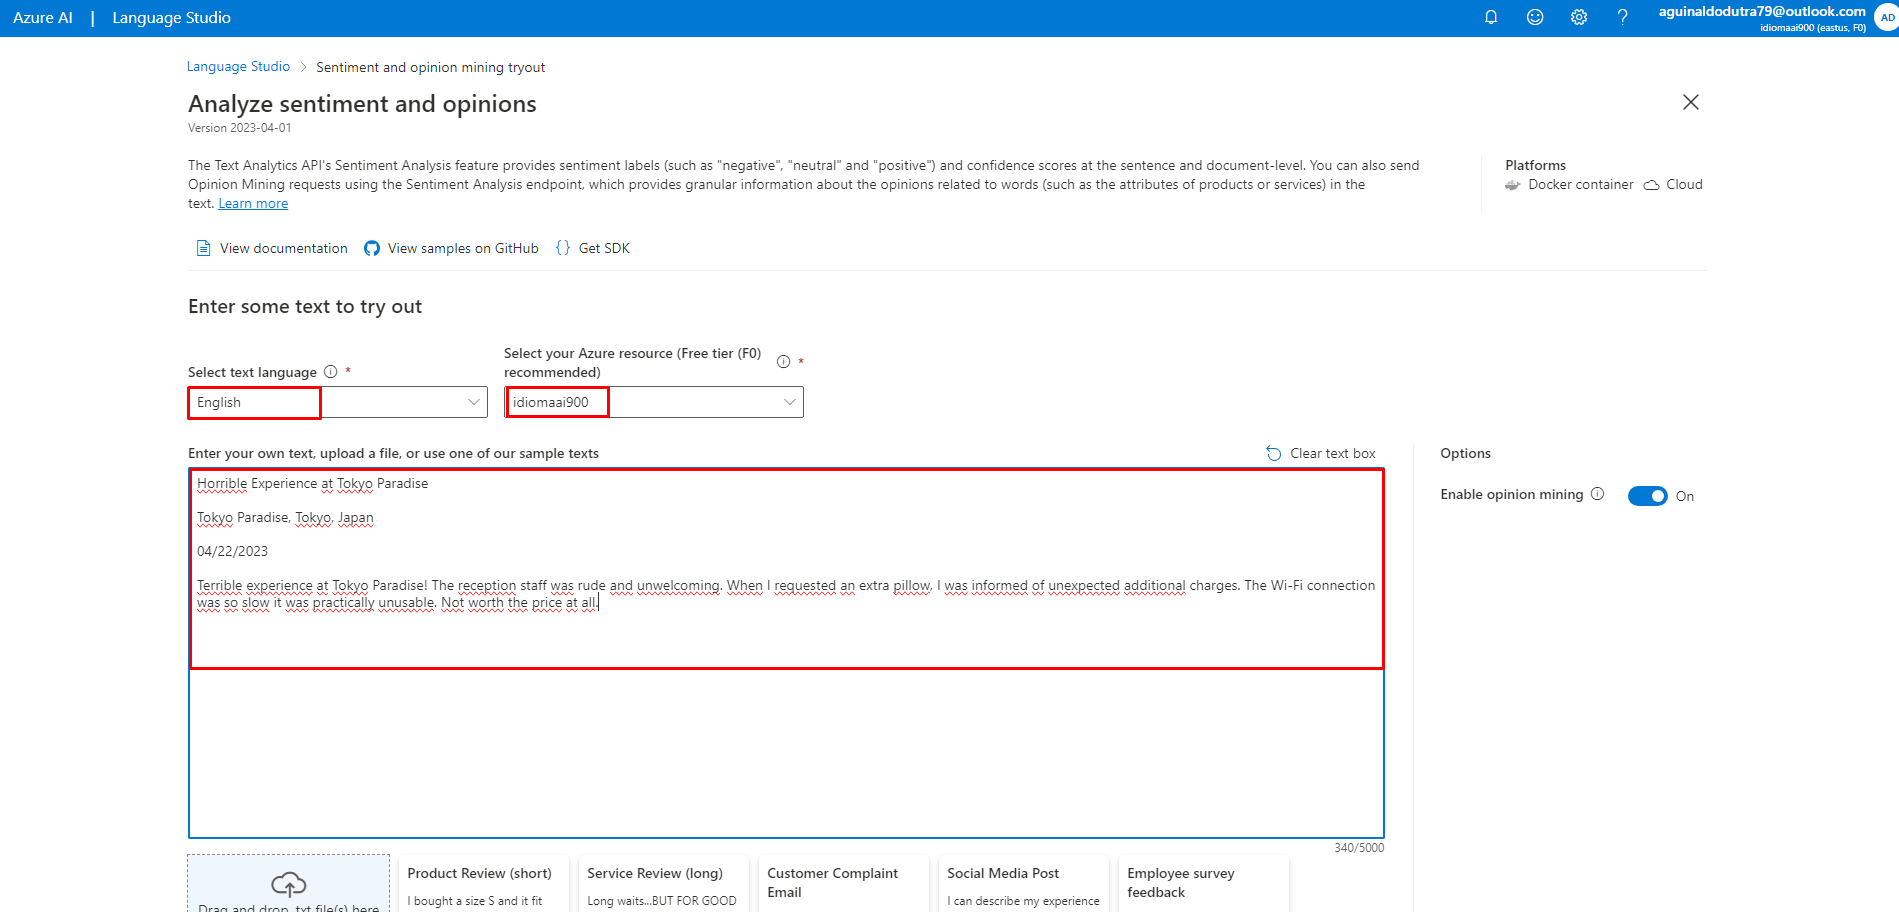 Azure AI | Language Studio
aguinaldodutra79@outlook.com
idiomaai900 (eastus, F0)
AD
Language Studio > Sentiment and opinion mining tryout
Analyze sentiment and opinions
Version 2023-04-01
The Text Analytics API's Sentiment Analysis feature provides sentiment labels (such as "negative", "neutral" and "positive") and confidence scores at the sentence and document-level. You can also send
Opinion Mining requests using the Sentiment Analysis endpoint, which provides granular information about the opinions related to words (such as the attributes of products or services) in the
text. Learn more
Platforms
Docker container Cloud
View documentation View samples on GitHub {} Get SDK
Enter some text to try out
Select text language *
Select your Azure resource (Free tier (F0)
recommended) *
English
idiomaai900
Enter your own text, upload a file, or use one of our sample texts
Clear text box
Horrible Experience at Tokyo Paradise
Tokyo Paradise, Tokyo, Japan
04/22/2023
Terrible experience at Tokyo Paradise! The reception staff was rude and unwelcoming. When I requested an extra pillow, I was informed of unexpected additional charges. The Wi-Fi connection
was so slow it was practically unusable. Not worth the price at all.
340/5000
Options
Enable opinion mining On
Drag and drop .txt file(s) here
Product Review (short)
I bought a size S and it fit
Service Review (long)
Long waits...BUT FOR GOOD
Customer Complaint
Email
Social Media Post
I can describe my experience
Employee survey
feedback